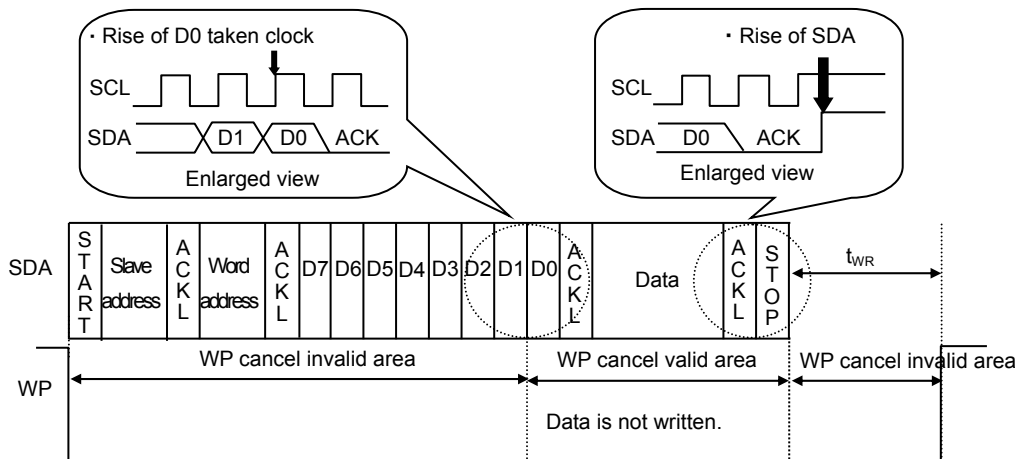 ・Rise of D0 taken clock
SCL
SDA D1 D0 ACK
Enlarged view
・Rise of SDA
SCL
SDA D0 ACK
Enlarged view
SDA START Slave address ACKL Word address ACKL D7 D6 D5 D4 D3 D2 D1 D0 ACKL Data ACKL STOP tWR
WP cancel invalid area WP cancel valid area WP cancel invalid area
WP
Data is not written.